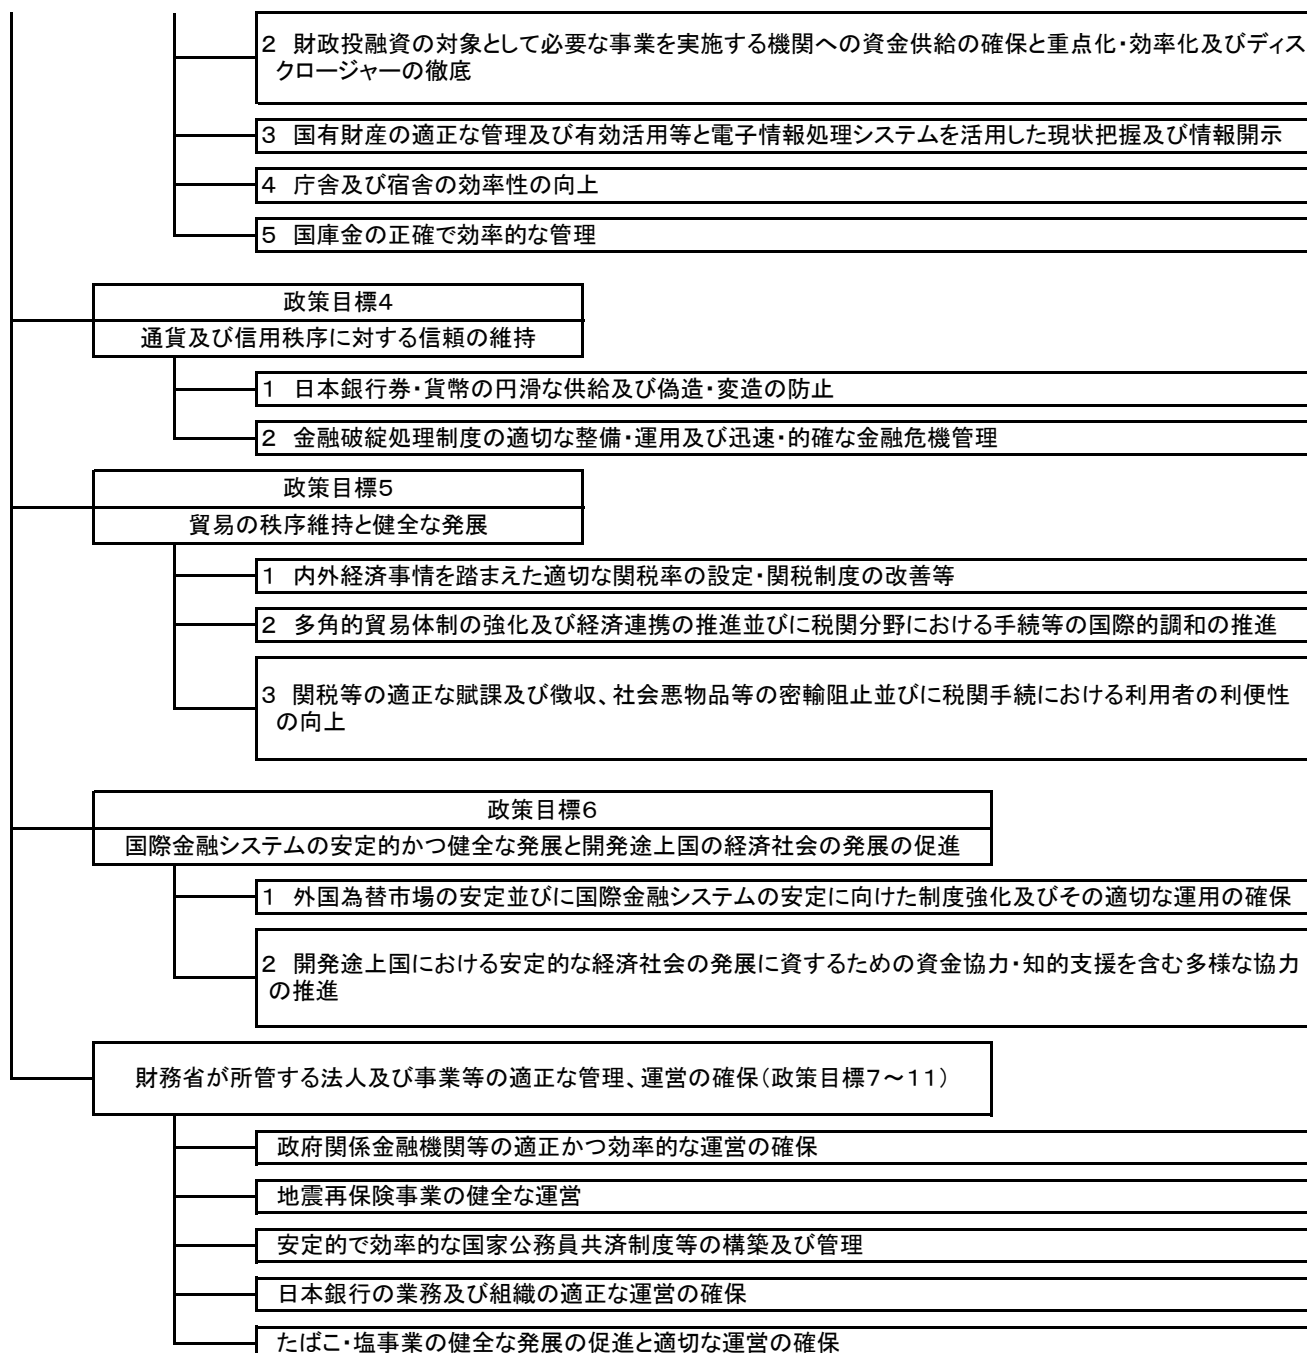 2 財政投融資の対象として必要な事業を実施する機関への資金供給の確保と重点化・効率化及びディス
クロージャーの徹底
3 国有財産の適正な管理及び有効活用等と電子情報処理システムを活用した現状把握及び情報開示
4 庁舎及び宿舎の効率性の向上
5 国庫金の正確で効率的な管理
政策目標4
通貨及び信用秩序に対する信頼の維持
1 日本銀行券・貨幣の円滑な供給及び偽造・変造の防止
2 金融破綻処理制度の適切な整備・運用及び迅速・的確な金融危機管理
政策目標5
貿易の秩序維持と健全な発展
1 内外経済事情を踏まえた適切な関税率の設定・関税制度の改善等
2 多角的貿易体制の強化及び経済連携の推進並びに税関分野における手続等の国際的調和の推進
3 関税等の適正な賦課及び徴収、社会悪物品等の密輸阻止並びに税関手続における利用者の利便性
の向上
政策目標6
国際金融システムの安定的かつ健全な発展と開発途上国の経済社会の発展の促進
1 外国為替市場の安定並びに国際金融システムの安定に向けた制度強化及びその適切な運用の確保
2 開発途上国における安定的な経済社会の発展に資するための資金協力・知的支援を含む多様な協力
の推進
財務省が所管する法人及び事業等の適正な管理、運営の確保(政策目標7～11)
政府関係金融機関等の適正かつ効率的な運営の確保
地震再保険事業の健全な運営
安定的で効率的な国家公務員共済制度等の構築及び管理
日本銀行の業務及び組織の適正な運営の確保
たばこ・塩事業の健全な発展の促進と適切な運営の確保